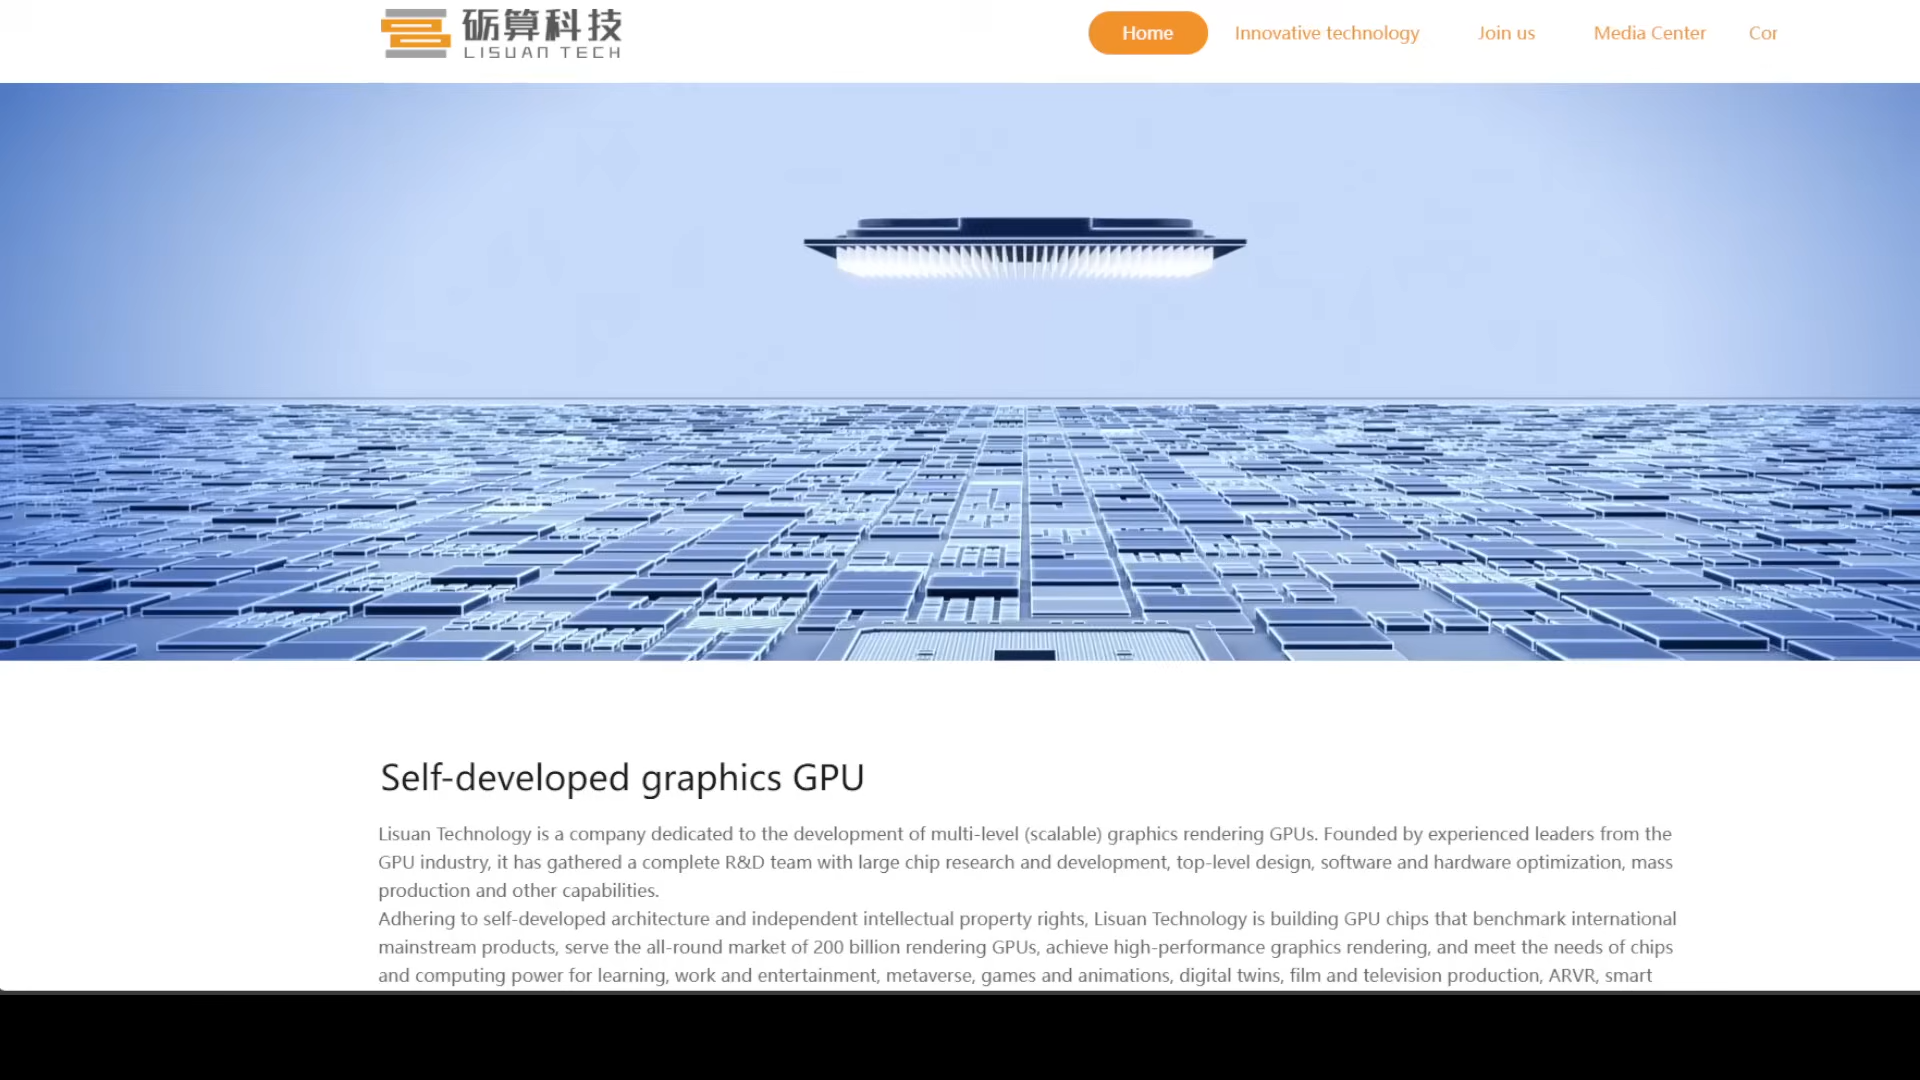 砺算科技
LISUAN TECH
Home
Innovative technology
Join us
Media Center
Cor
Self-developed graphics GPU
Lisuan Technology is a company dedicated to the development of multi-level (scalable) graphics rendering GPUs. Founded by experienced leaders from the
GPU industry, it has gathered a complete R&D team with large chip research and development, top-level design, software and hardware optimization, mass
production and other capabilities.
Adhering to self-developed architecture and independent intellectual property rights, Lisuan Technology is building GPU chips that benchmark international
mainstream products, serve the all-round market of 200 billion rendering GPUs, achieve high-performance graphics rendering, and meet the needs of chips
and computing power for learning, work and entertainment, metaverse, games and animations, digital twins, film and television production, ARVR, smart